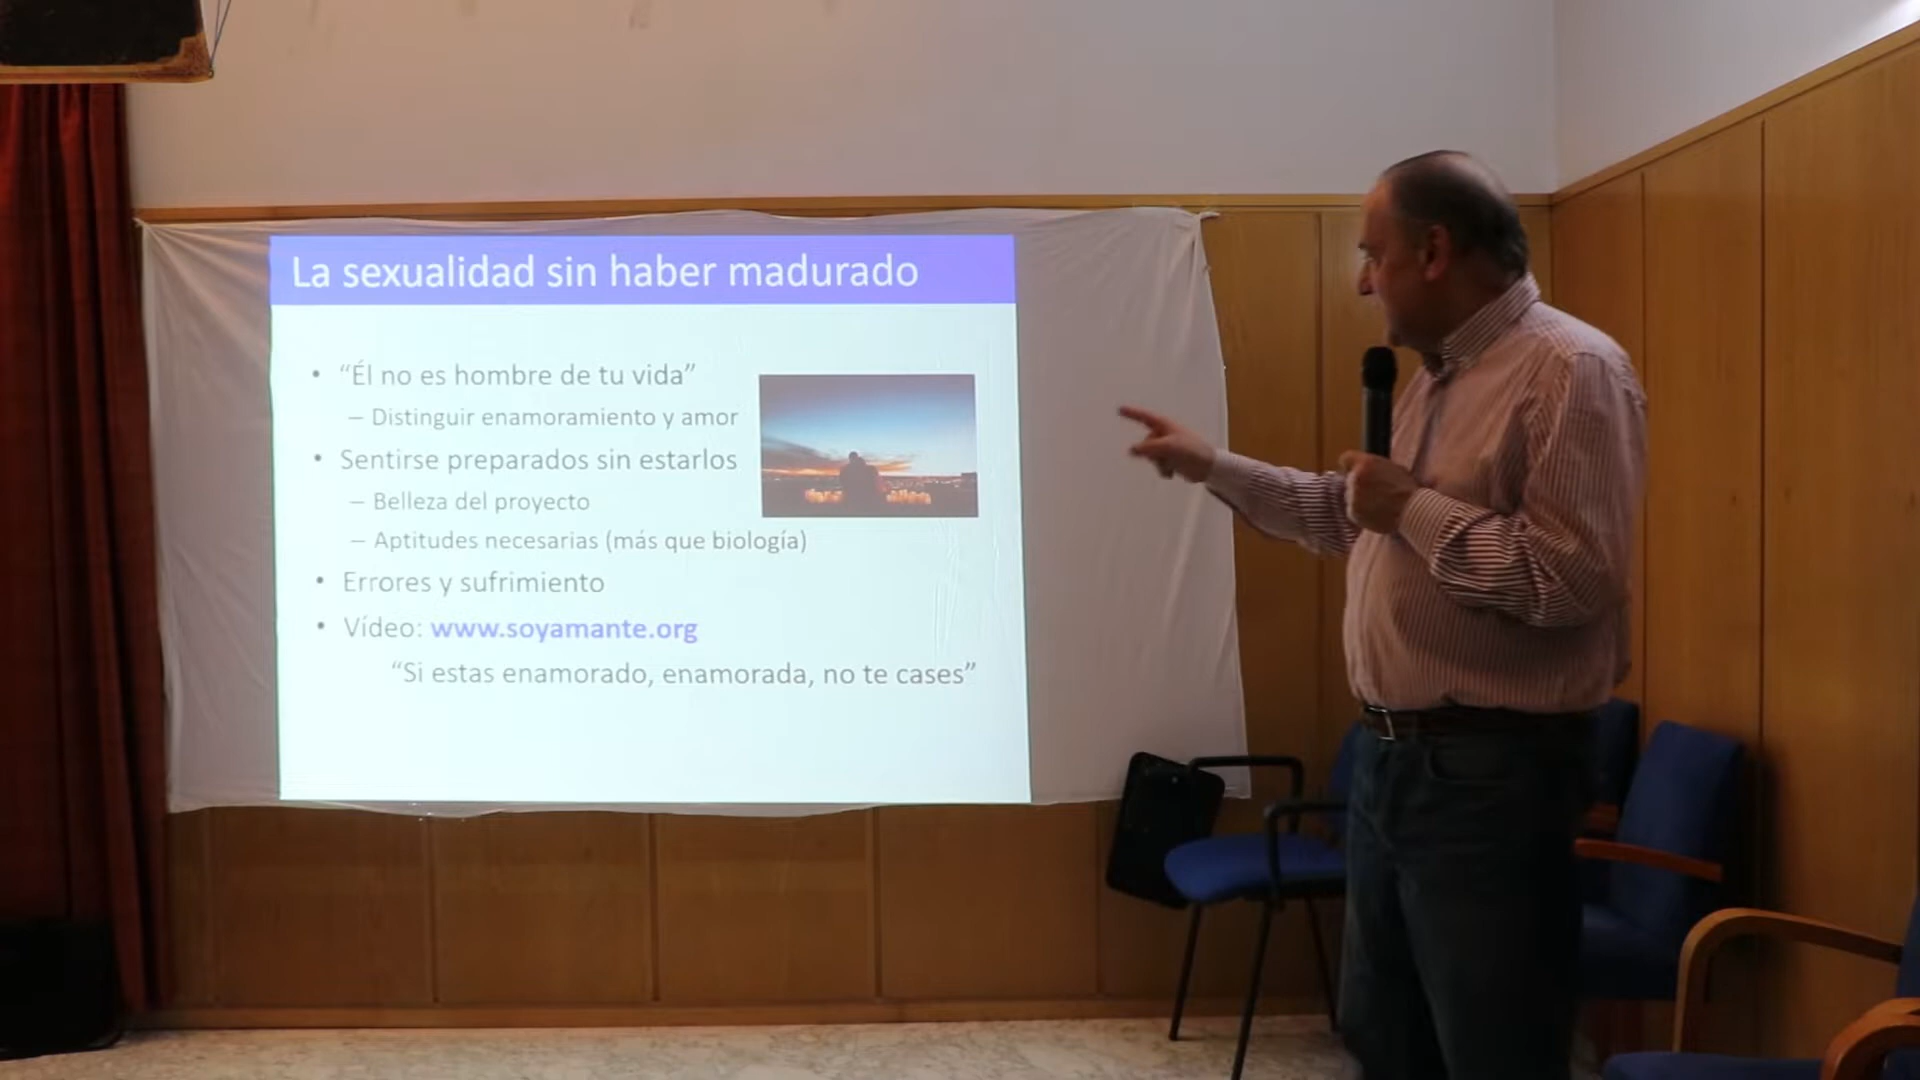 La sexualidad sin haber madurado
• “Él no es hombre de tu vida”
– Distinguir enamoramiento y amor
• Sentirse preparados sin estarlos
– Belleza del proyecto
– Aptitudes necesarias (más que biología)
• Errores y sufrimiento
• Vídeo: www.soyamante.org
“Si estas enamorado, enamorada, no te cases”